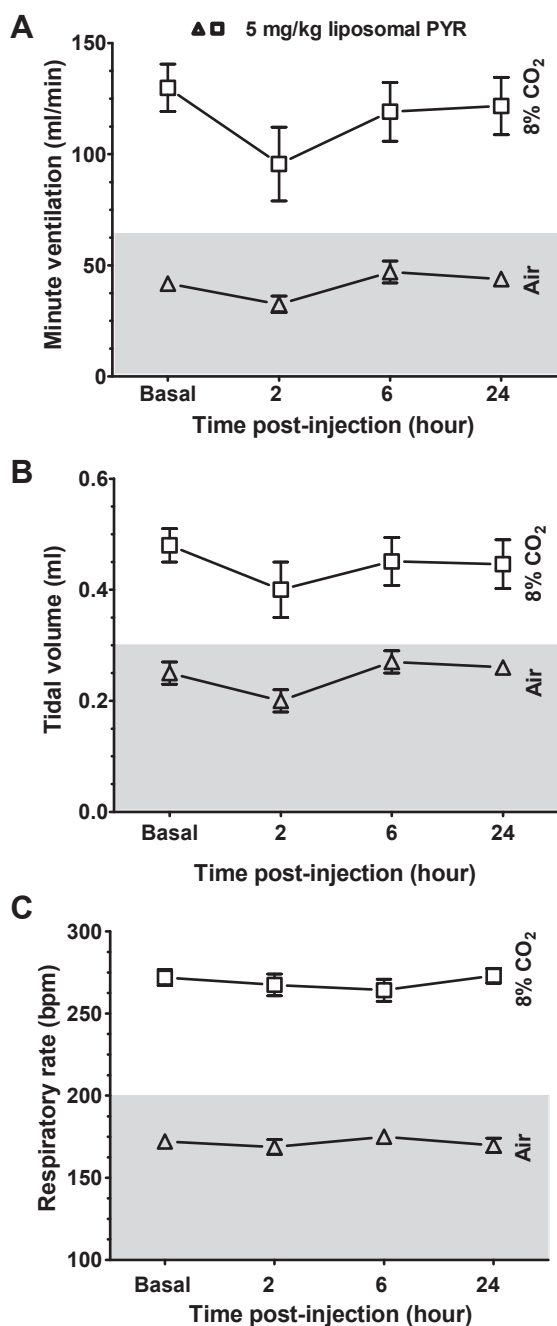 A
5 mg/kg liposomal PYR
150
100
50
0
Minute ventilation (ml/min)
8% CO2
Air
Basal 2 6 24
Time post-injection (hour)
B
0.6
0.4
0.2
0.0
Tidal volume (ml)
8% CO2
Air
Basal 2 6 24
Time post-injection (hour)
C
300
250
200
150
100
Respiratory rate (bpm)
8% CO2
Air
Basal 2 6 24
Time post-injection (hour)